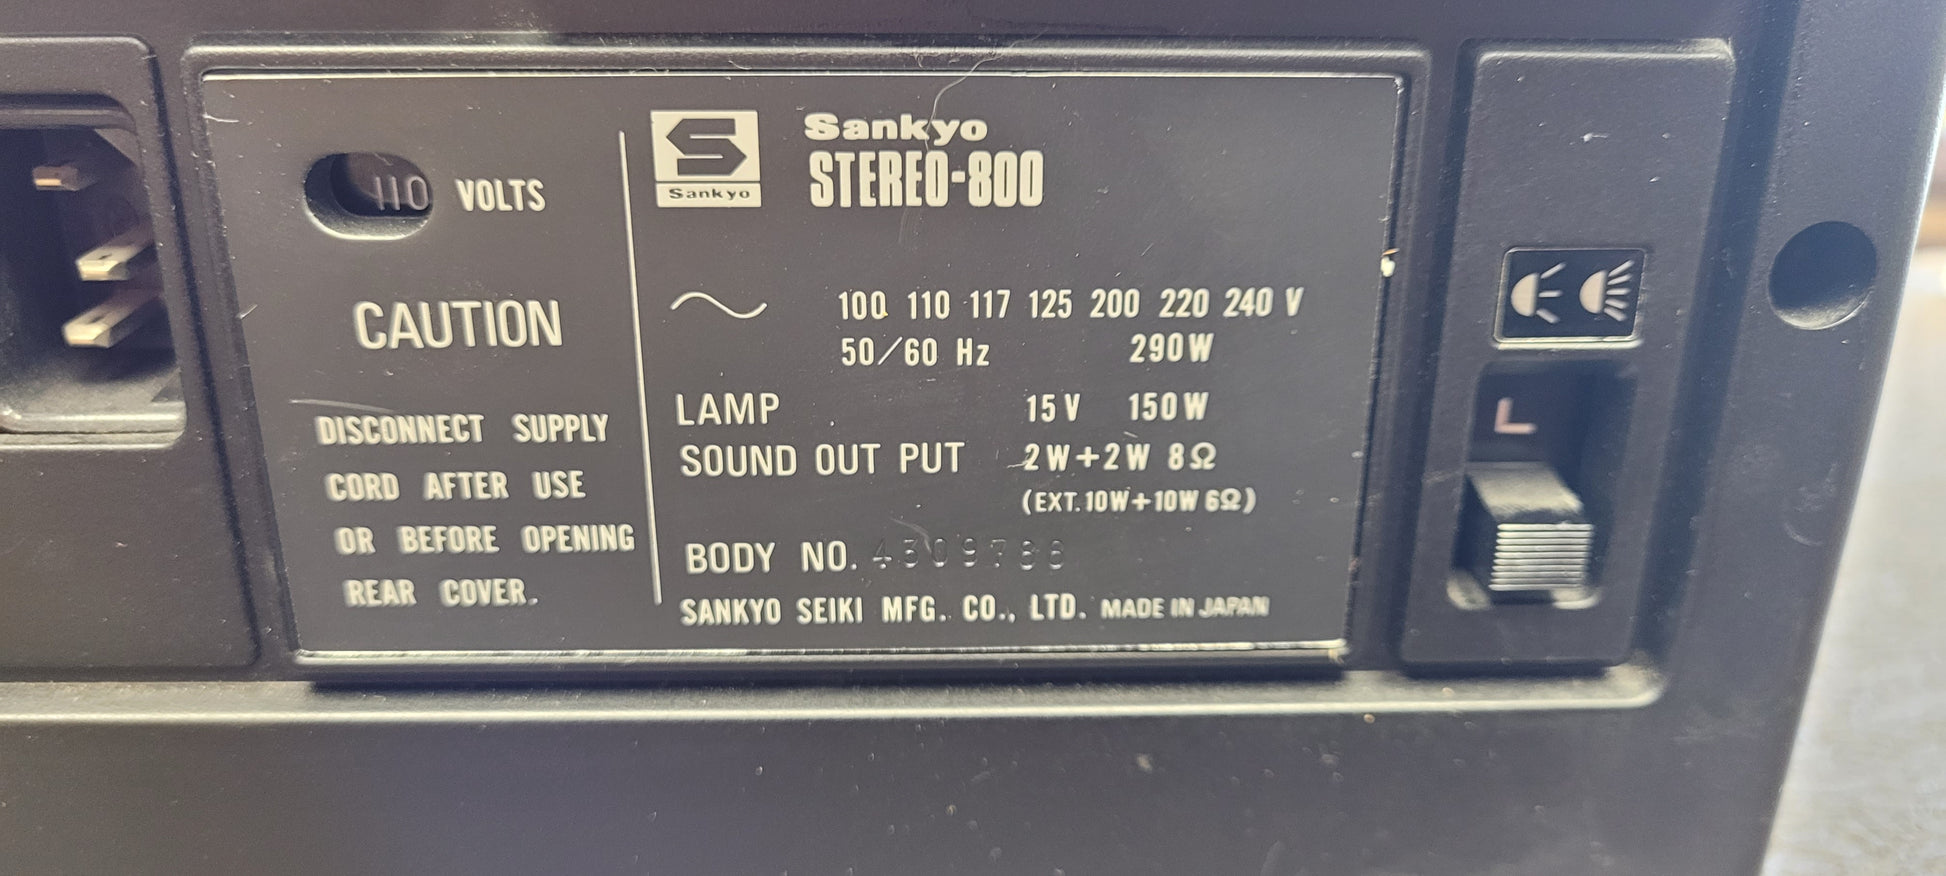 110 VOLTS
CAUTION
DISCONNECT SUPPLY
CORD AFTER USE
OR BEFORE OPENING
REAR COVER.
Sankyo
Sankyo
STEREO-800
100 110 117 125 200 220 240 V
50/60 Hz 290W
LAMP 15V 150W
SOUND OUT PUT 2W+2W 8Ω
(EXT.10W+10W 6Ω)
BODY NO.
SANKYO SEIKI MFG. CO., LTD. MADE IN JAPAN
L